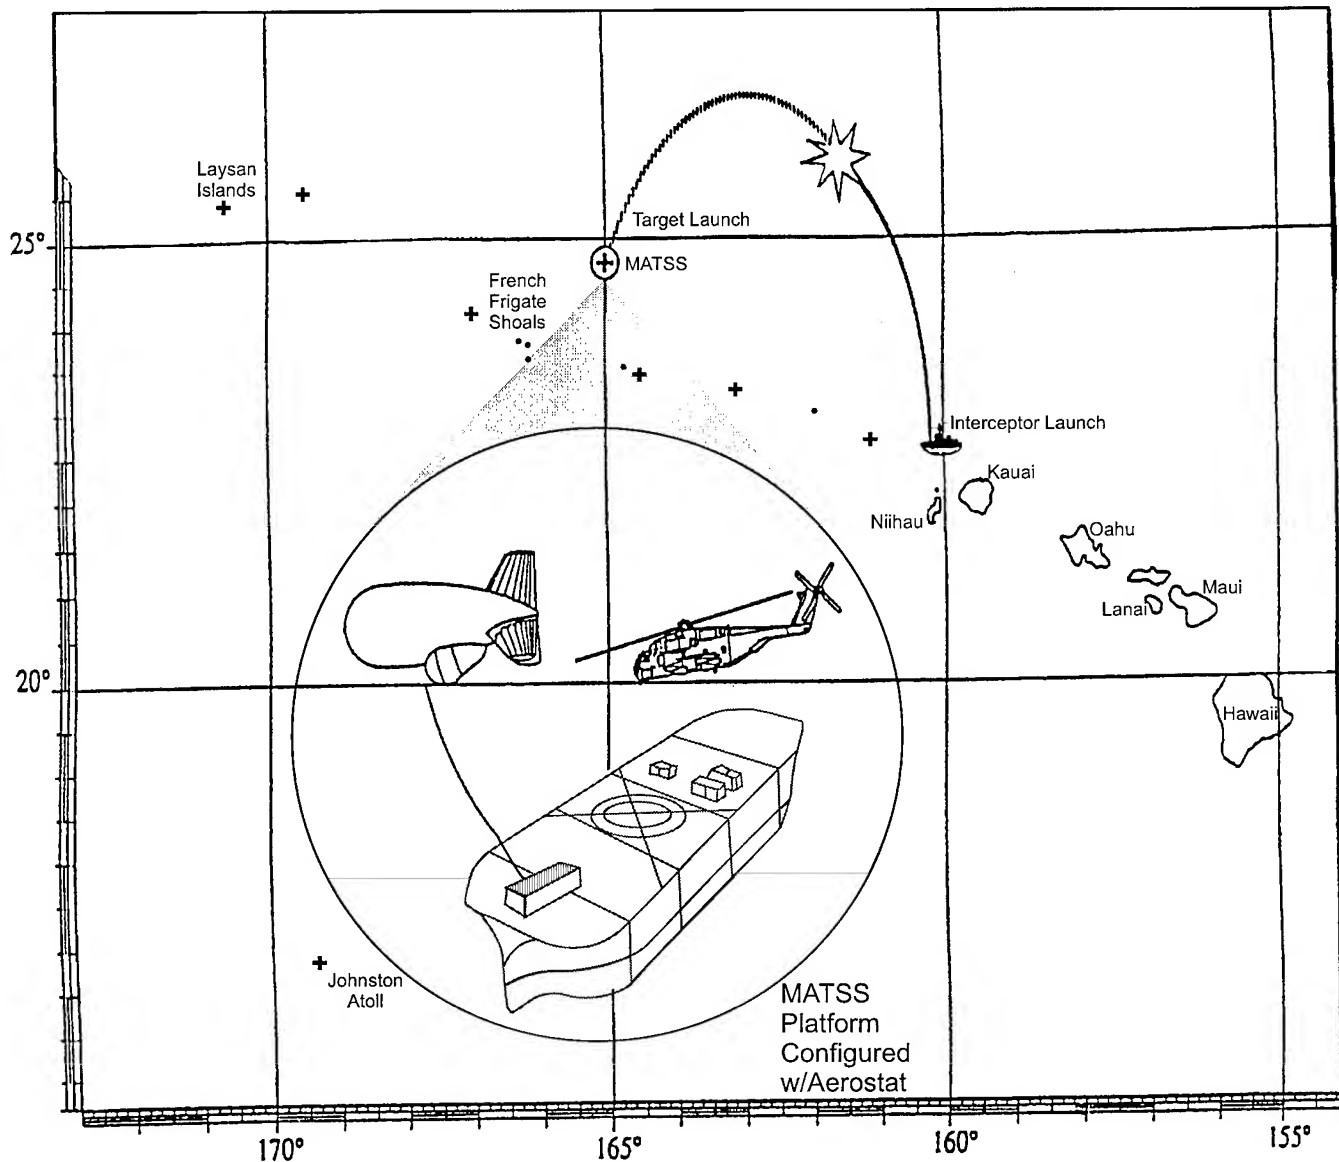 Laysan
Islands
Target Launch
25°
MATSS
French
Frigate
Shoals
Interceptor Launch
Kauai
Niihau
Oahu
Maui
Lanai
20°
Hawaii
Johnston
Atoll
MATSS
Platform
Configured
w/Aerostat
170°
165°
160°
155°